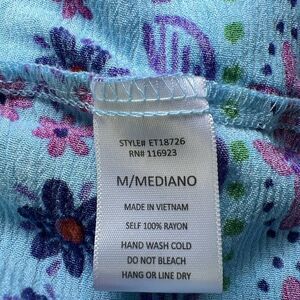 STYLE# ET18726
RN# 116923
M/MEDIANO
MADE IN VIETNAM
SELF 100% RAYON
HAND WASH COLD
DO NOT BLEACH
HANG OR LINE DRY